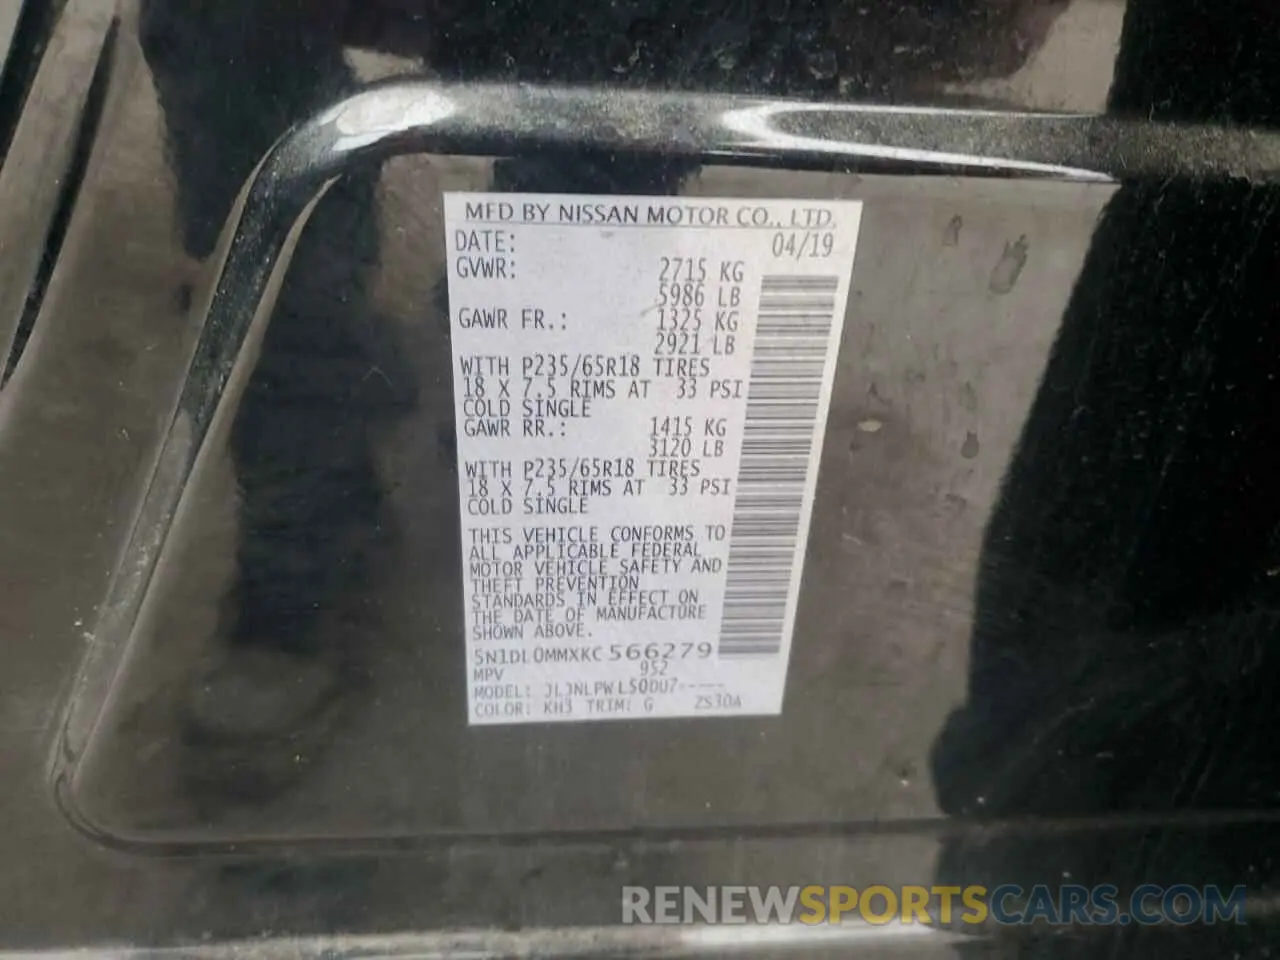 MFD BY NISSAN MOTOR CO., LTD.
DATE: 04/19
GVWR: 2715 KG
5986 LB
GAWR FR.: 1325 KG
2921 LB
WITH P235/65R18 TIRES
18 X 7.5 RIMS AT 33 PSI
COLD SINGLE
GAWR RR.: 1415 KG
3120 LB
WITH P235/65R18 TIRES
18 X 7.5 RIMS AT 33 PSI
COLD SINGLE
THIS VEHICLE CONFORMS TO
ALL APPLICABLE FEDERAL
MOTOR VEHICLE SAFETY AND
THEFT PREVENTION
STANDARDS IN EFFECT ON
THE DATE OF MANUFACTURE
SHOWN ABOVE.
5N1DL0MMXKC566279
MPV 952
MODEL:
COLOR: KH3 TRIM: G ZS30A
RENEWSPORTSCARS.COM